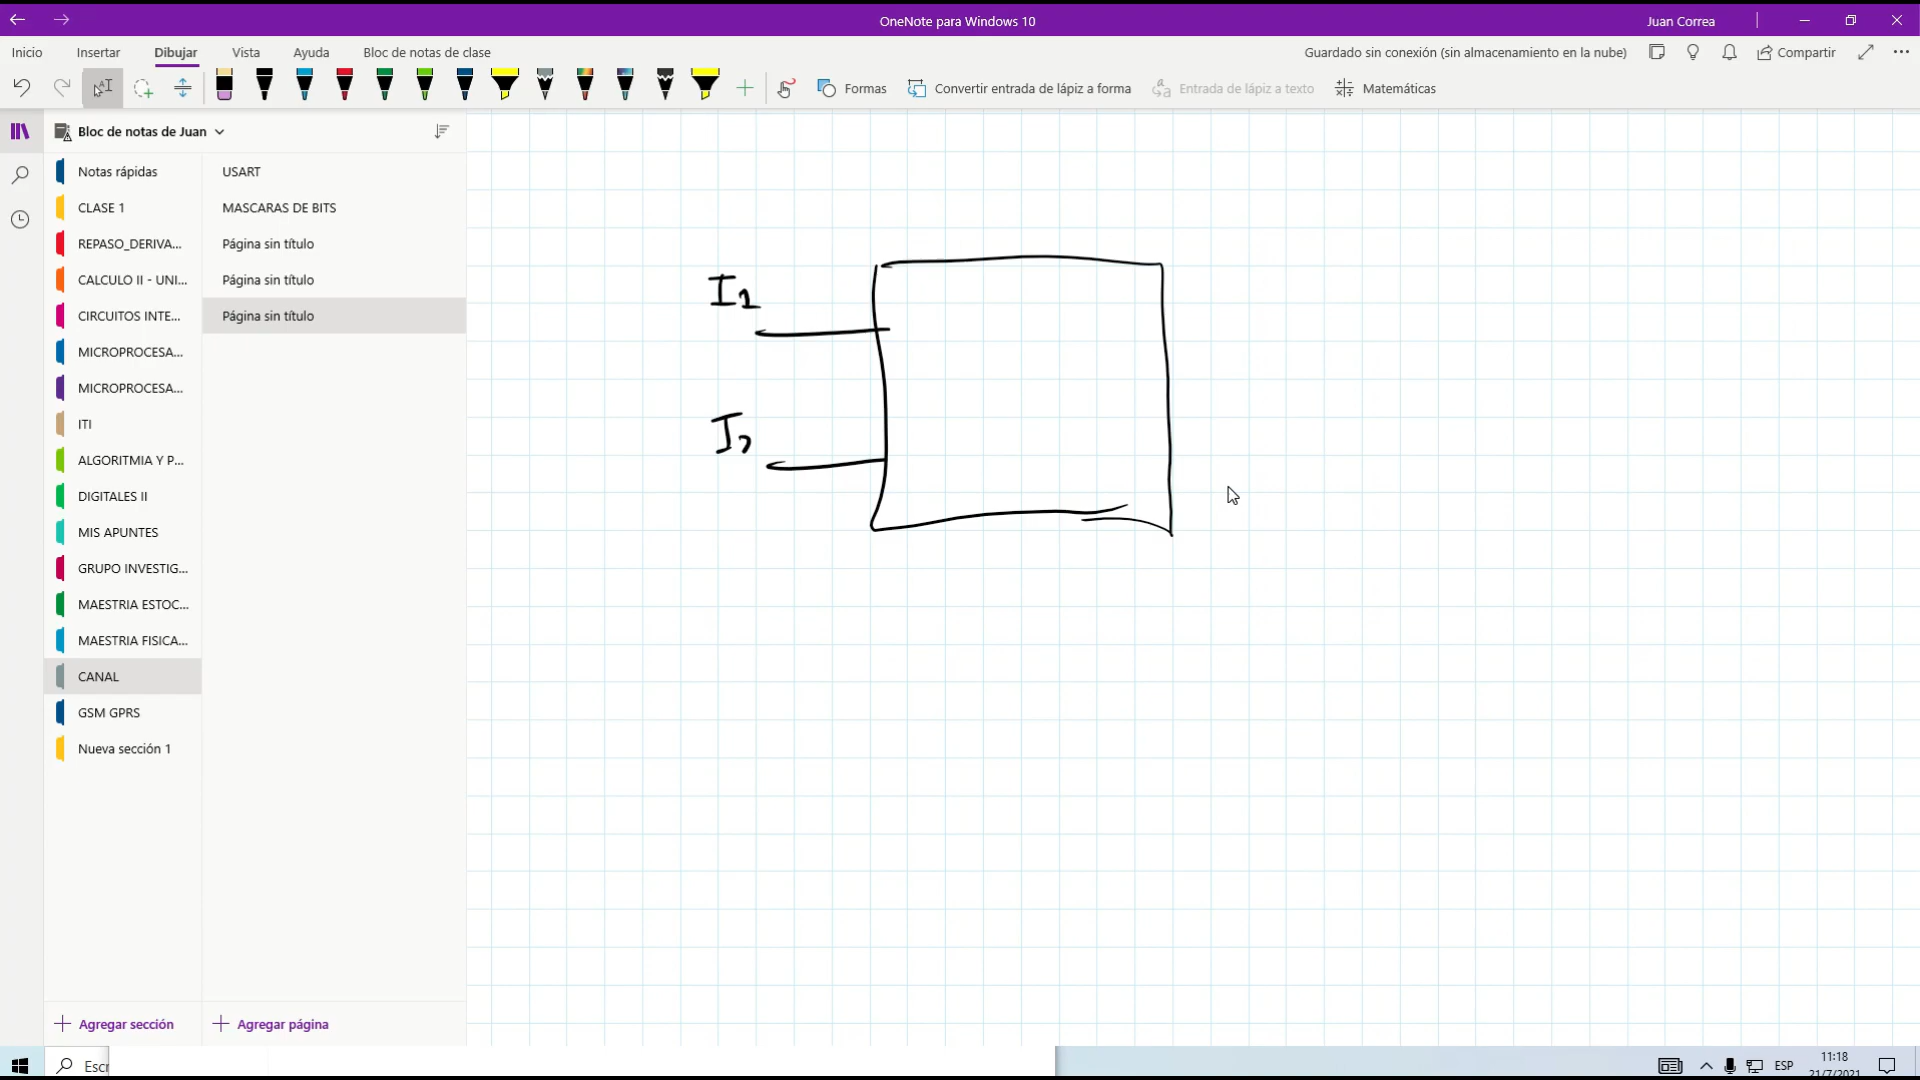 OneNote para Windows 10
Juan Correa
Inicio
Insertar
Dibujar
Vista
Ayuda
Bloc de notas de clase
Guardado sin conexión (sin almacenamiento en la nube)
Compartir
Formas
Convertir entrada de lápiz a forma
Entrada de lápiz a texto
Matemáticas
Bloc de notas de Juan
Notas rápidas
CLASE 1
REPASO_DERIVA...
CALCULO II - UNI...
CIRCUITOS INTE...
MICROPROCESA...
MICROPROCESA...
ITI
ALGORITMIA Y P...
DIGITALES II
MIS APUNTES
GRUPO INVESTIG...
MAESTRIA ESTOC...
MAESTRIA FISICA...
CANAL
GSM GPRS
Nueva sección 1
USART
MASCARAS DE BITS
Página sin título
Página sin título
Página sin título
I1
I2
Agregar sección
Agregar página
Escr
ESP
11:18
21/7/2021